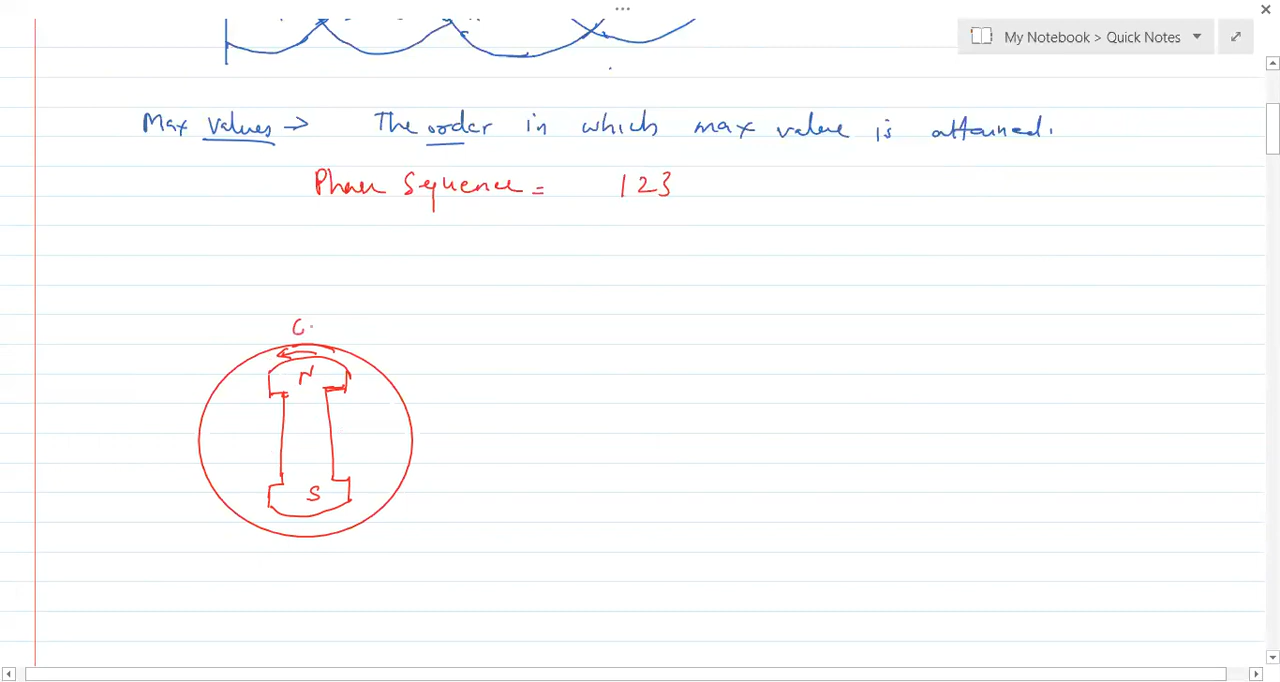 My Notebook > Quick Notes
Max values → The order in which max value is attained.
Phase Sequence = 123
C
N
S